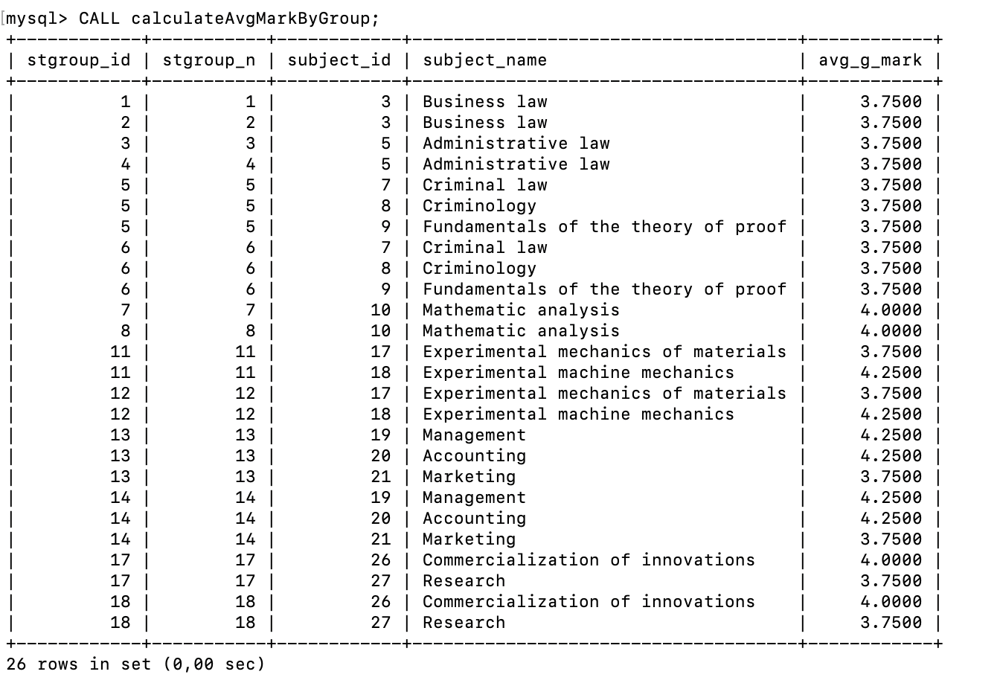 mysql> CALL calculateAvgMarkByGroup;
+-------------+-----------+------------+-------------------------------------+------------+
| stgroup_id | stgroup_n | subject_id | subject_name | avg_g_mark |
+-------------+-----------+------------+-------------------------------------+------------+
| 1 | 1 | 3 | Business law | 3.7500 |
| 2 | 2 | 3 | Business law | 3.7500 |
| 3 | 3 | 5 | Administrative law | 3.7500 |
| 4 | 4 | 5 | Administrative law | 3.7500 |
| 5 | 5 | 7 | Criminal law | 3.7500 |
| 5 | 5 | 8 | Criminology | 3.7500 |
| 5 | 5 | 9 | Fundamentals of the theory of proof | 3.7500 |
| 6 | 6 | 7 | Criminal law | 3.7500 |
| 6 | 6 | 8 | Criminology | 3.7500 |
| 6 | 6 | 9 | Fundamentals of the theory of proof | 3.7500 |
| 7 | 7 | 10 | Mathematic analysis | 4.0000 |
| 8 | 8 | 10 | Mathematic analysis | 4.0000 |
| 11 | 11 | 17 | Experimental mechanics of materials | 3.7500 |
| 11 | 11 | 18 | Experimental machine mechanics | 4.2500 |
| 12 | 12 | 17 | Experimental mechanics of materials | 3.7500 |
| 12 | 12 | 18 | Experimental machine mechanics | 4.2500 |
| 13 | 13 | 19 | Management | 4.2500 |
| 13 | 13 | 20 | Accounting | 4.2500 |
| 13 | 13 | 21 | Marketing | 3.7500 |
| 14 | 14 | 19 | Management | 4.2500 |
| 14 | 14 | 20 | Accounting | 4.2500 |
| 14 | 14 | 21 | Marketing | 3.7500 |
| 17 | 17 | 26 | Commercialization of innovations | 4.0000 |
| 17 | 17 | 27 | Research | 3.7500 |
| 18 | 18 | 26 | Commercialization of innovations | 4.0000 |
| 18 | 18 | 27 | Research | 3.7500 |
+-------------+-----------+------------+-------------------------------------+------------+
26 rows in set (0,00 sec)